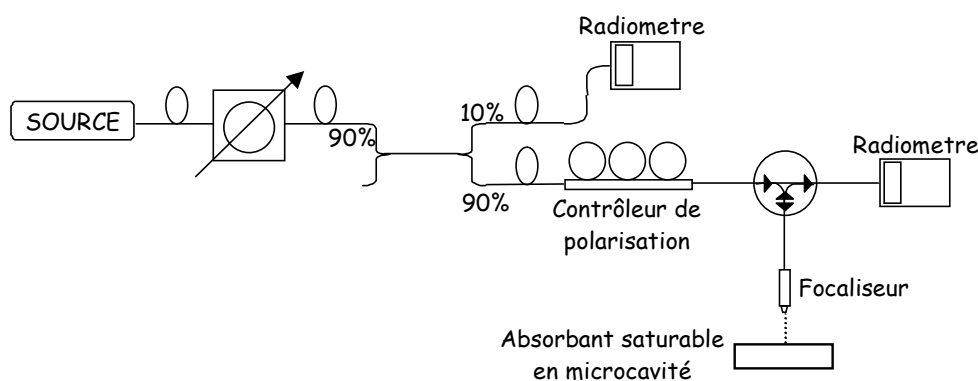 Radiometre
SOURCE
90%
10%
90%
Contrôleur de
polarisation
Radiometre
Focaliseur
Absorbant saturable
en microcavité